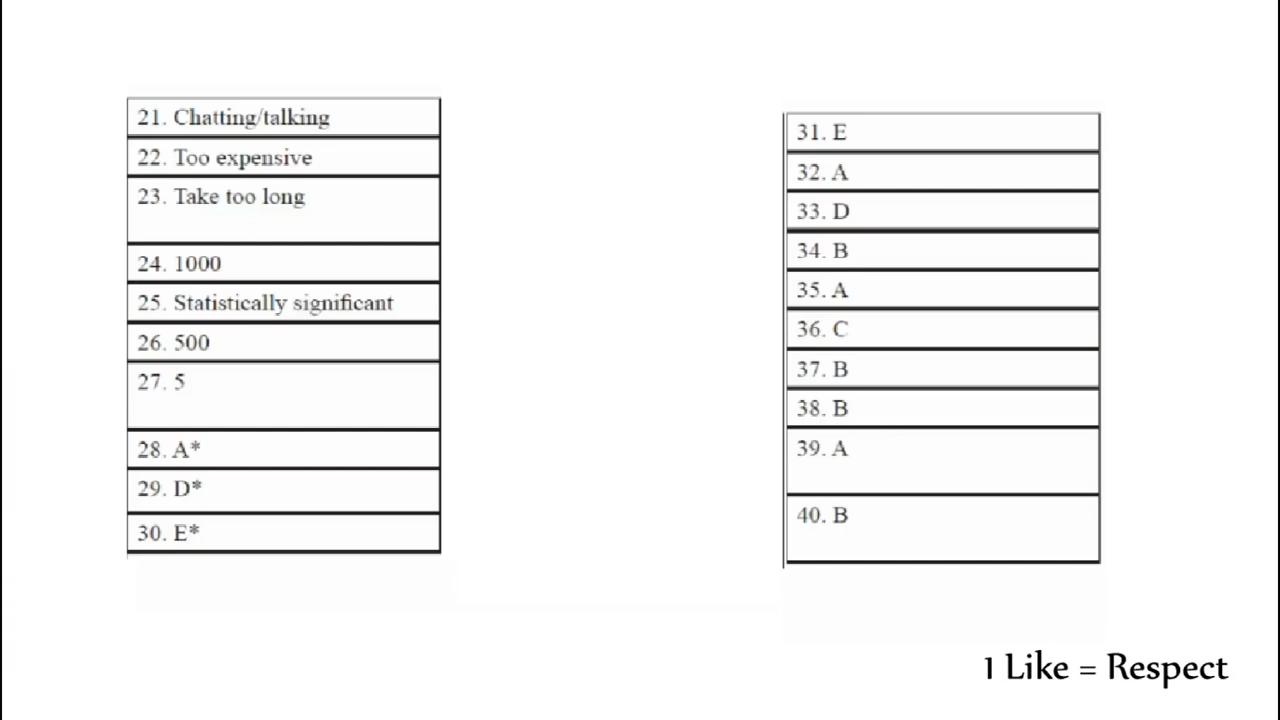 21. Chatting/talking
22. Too expensive
23. Take too long
24. 1000
25. Statistically significant
26. 500
27. 5
28. A*
29. D*
30. E*
31. E
32. A
33. D
34. B
35. A
36. C
37. B
38. B
39. A
40. B
1 Like = Respect